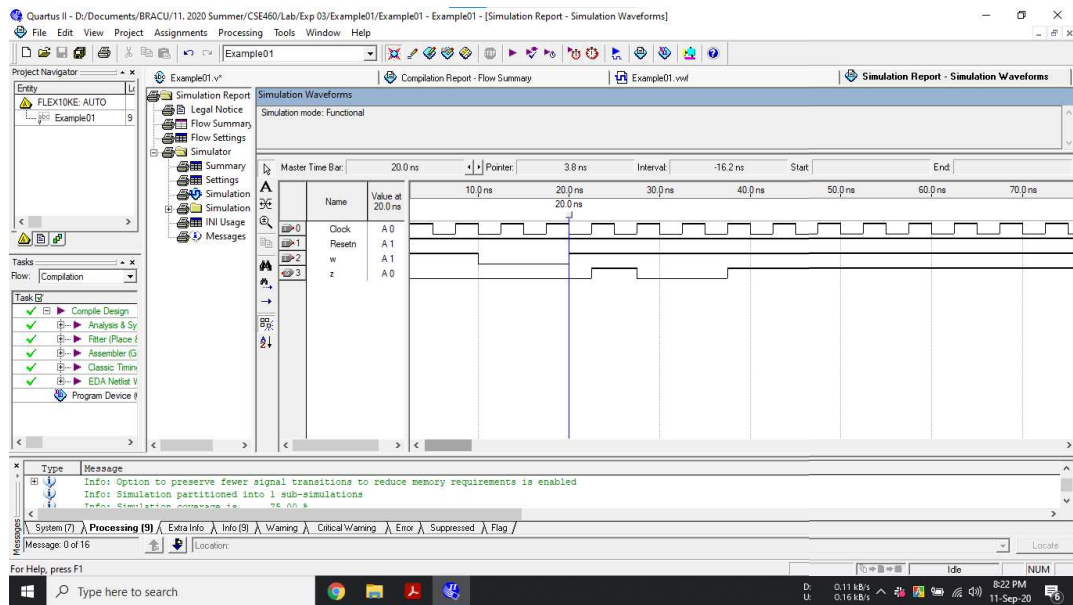 Quartus II - D:/Documents/BRACU/11. 2020 Summer/CSE460/Lab/Exp 03/Example01/Example01 - Example01 - [Simulation Report - Simulation Waveforms]
File Edit View Project Assignments Processing Tools Window Help
Example01
Project Navigator
Entity
FLEX10KE: AUTO
Example01 9
Example01.v*
Compilation Report - Flow Summary
Example01.vwf
Simulation Report - Simulation Waveforms
Simulation Report
Legal Notice
Flow Summary
Flow Settings
Simulator
Summary
Settings
Simulation
Simulation
INI Usage
Messages
Simulation Waveforms
Simulation mode: Functional
Master Time Bar: 20.0 ns Pointer: 3.8 ns Interval: -16.2 ns Start: End:
Name Value at 20.0 ns
10.0 ns 20.0 ns 30.0 ns 40.0 ns 50.0 ns 60.0 ns 70.0 ns
20.0 ns
0 Clock A 0
1 Resetn A 1
2 w A 1
3 z A 0
Tasks
Flow: Compilation
Task
Compile Design
Analysis & Sy
Fitter (Place &
Assembler (G
Classic Timin
EDA Netlist W
Program Device (
Type Message
Info: Option to preserve fewer signal transitions to reduce memory requirements is enabled
Info: Simulation partitioned into 1 sub-simulations
Info: Simulation coverage is 75.00 %
System (7) Processing (9) Extra Info Info (9) Warning Critical Warning Error Suppressed Flag
Messages
Message: 0 of 16 Location: Locate
For Help, press F1 Idle NUM
Type here to search
D: 0.11 kB/s
U: 0.16 kB/s
8:22 PM
11-Sep-20
6